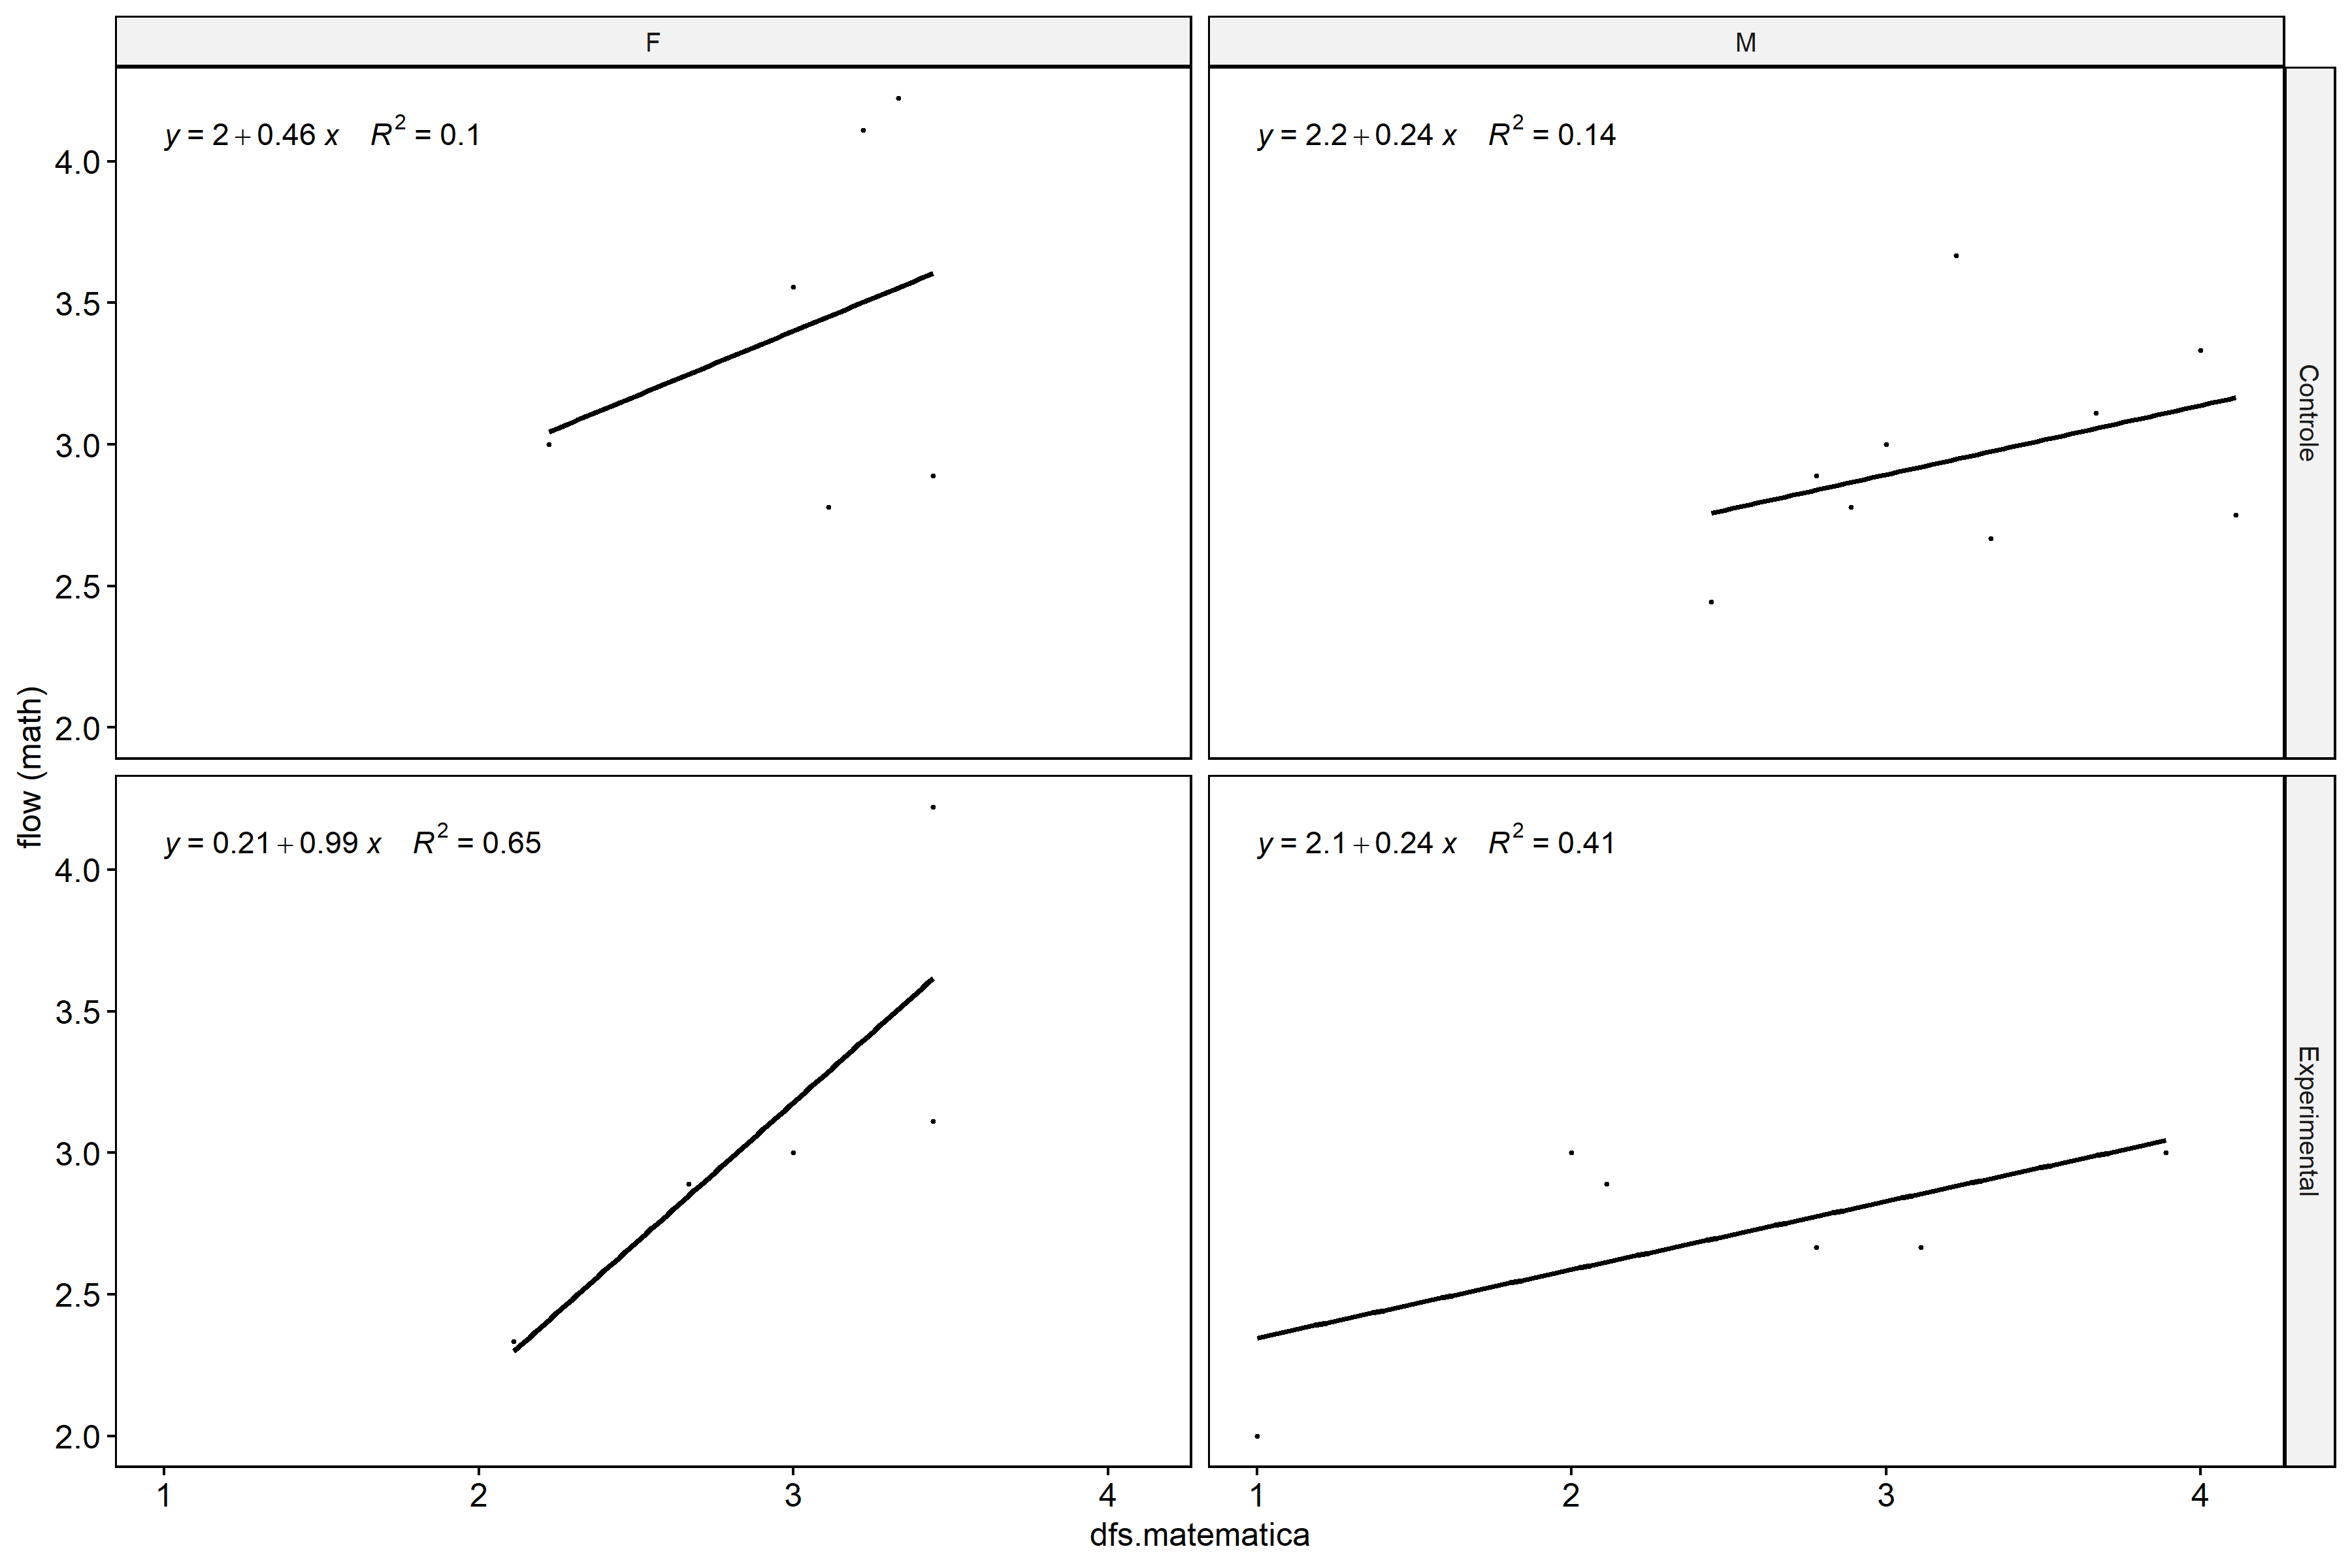 F
M
y = 2 + 0.46 x R² = 0.1
y = 2.2 + 0.24 x R² = 0.14
4.0
3.5
3.0
2.5
2.0
Controle
flow (math)
y = 0.21 + 0.99 x R² = 0.65
y = 2.1 + 0.24 x R² = 0.41
4.0
3.5
3.0
2.5
2.0
Experimental
1 2 3 4
1 2 3 4
dfs.matematica